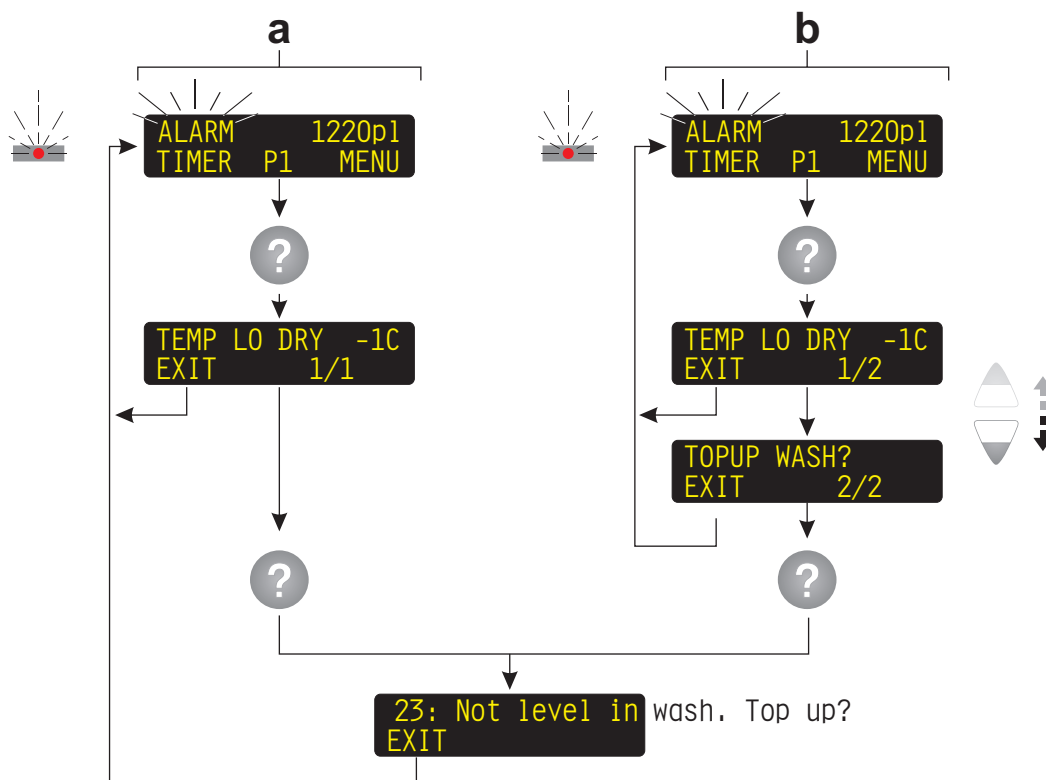 a
ALARM 1220pl
TIMER P1 MENU
?
TEMP LO DRY -1C
EXIT 1/1
?
b
ALARM 1220pl
TIMER P1 MENU
?
TEMP LO DRY -1C
EXIT 1/2
TOPUP WASH?
EXIT 2/2
?
23: Not level in wash. Top up?
EXIT